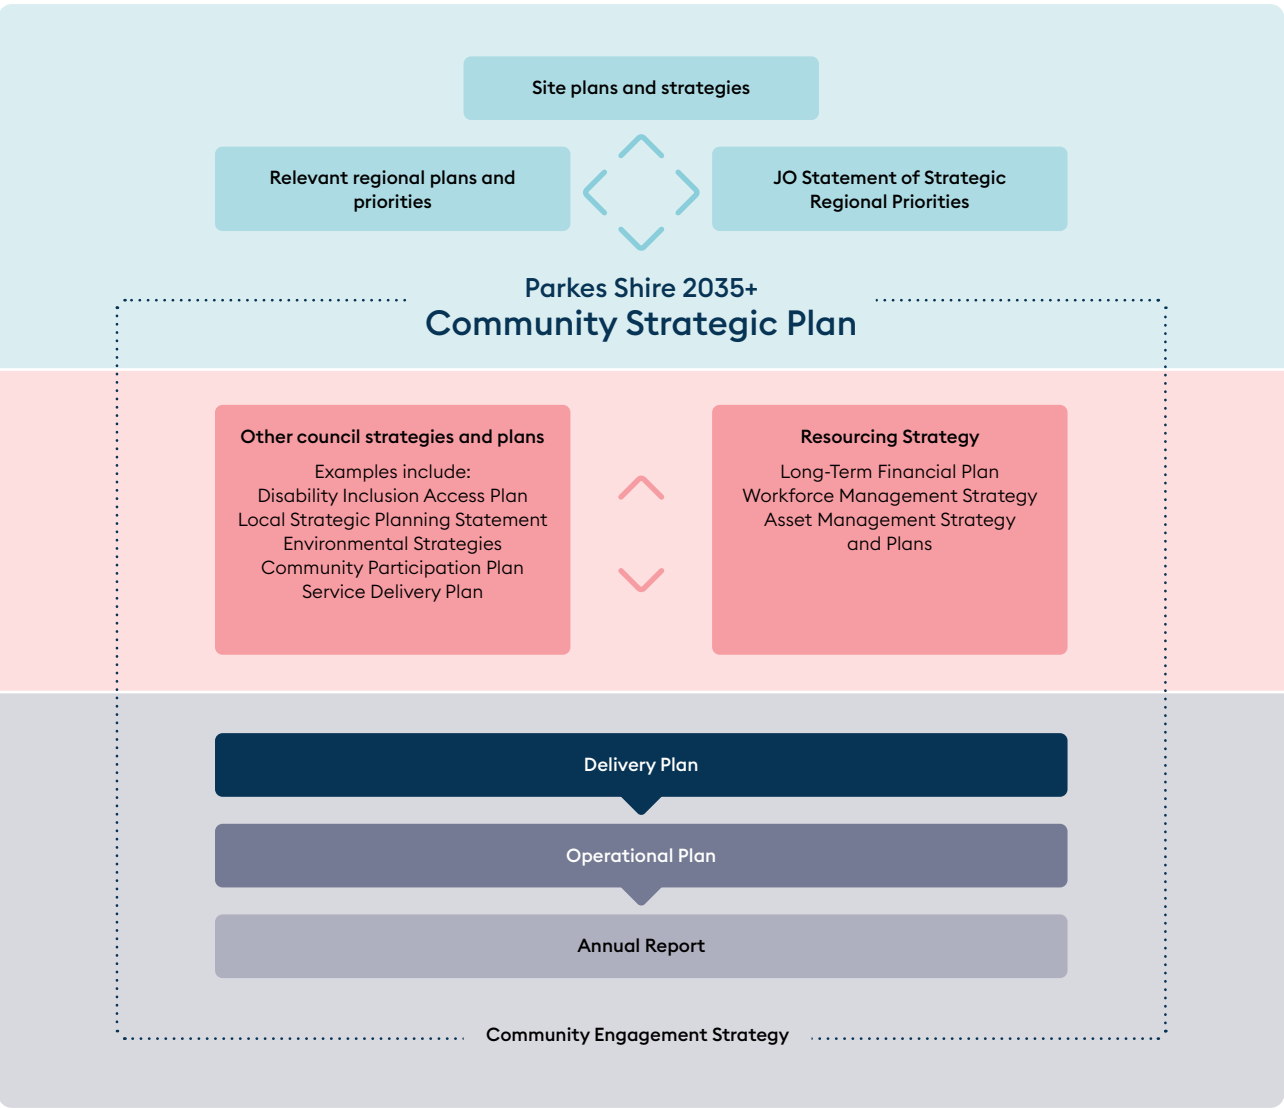 Site plans and strategies
Relevant regional plans and
priorities
JO Statement of Strategic
Regional Priorities
Parkes Shire 2035+
Community Strategic Plan
Other council strategies and plans
Examples include:
Disability Inclusion Access Plan
Local Strategic Planning Statement
Environmental Strategies
Community Participation Plan
Service Delivery Plan
Resourcing Strategy
Long-Term Financial Plan
Workforce Management Strategy
Asset Management Strategy
and Plans
Delivery Plan
Operational Plan
Annual Report
Community Engagement Strategy